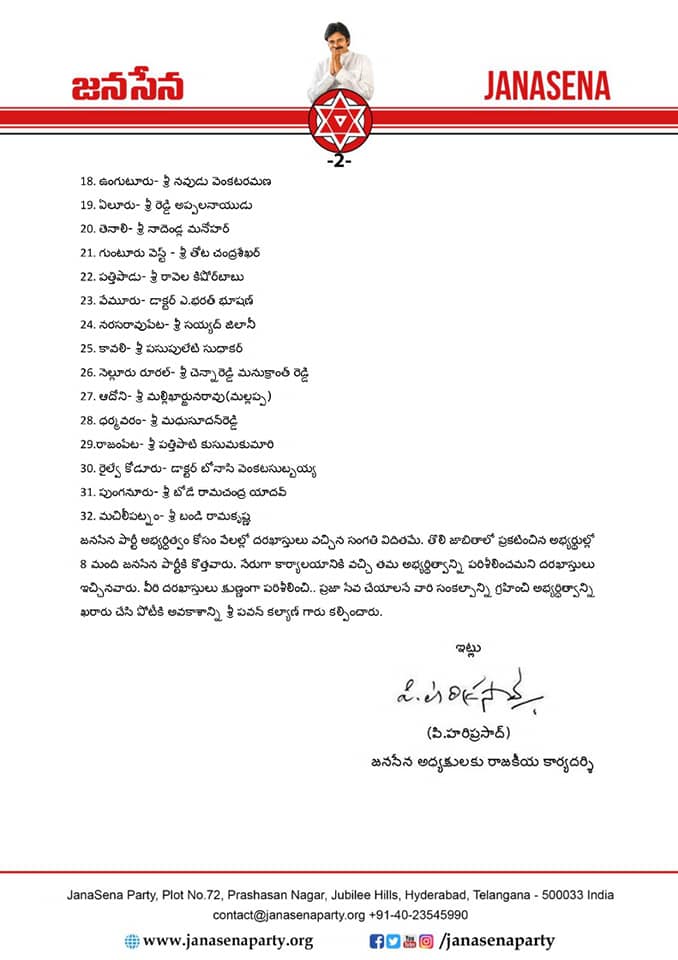 జనసేన
JANASENA
-2-
18. ఉంగుటూరు- శ్రీ నవుడు వెంకటరమణ
19. ఏలూరు- శ్రీ రెడ్డి అప్పలనాయుడు
20. తెనాలి- శ్రీ నాదెండ్ల మనోహర్
21. గుంటూరు వెస్ట్ - శ్రీ తోట చంద్రశేఖర్
22. పత్తిపాడు- శ్రీ రావెల కిషోర్‌బాబు
23. వేమూరు- డాక్టర్ ఎ.భరత్ భూషణ్
24. నరసరావుపేట- శ్రీ సయ్యద్ జిలానీ
25. కావలి- శ్రీ పసుపులేటి సుధాకర్
26. నెల్లూరు రూరల్- శ్రీ చెన్నారెడ్డి మనుక్రాంత్ రెడ్డి
27. ఆదోని- శ్రీ మల్లిఖార్జునరావు(మల్లప్ప)
28. ధర్మవరం- శ్రీ మధుసూదన్‌రెడ్డి
29.రాజంపేట- శ్రీ పత్తిపాటి కుసుమకుమారి
30. రైల్వే కోడూరు- డాక్టర్ బోనాసి వెంకటసుబ్బయ్య
31. పుంగనూరు- శ్రీ బోడే రామచంద్ర యాదవ్
32. మచిలీపట్నం- శ్రీ బండి రామకృష్ణ
జనసేన పార్టీ అభ్యర్థిత్వం కోసం వేలల్లో దరఖాస్తులు వచ్చిన సంగతి విదితమే. తొలి జాబితాలో ప్రకటించిన అభ్యర్థుల్లో
8 మంది జనసేన పార్టీకి కొత్తవారు. నేరుగా కార్యాలయానికి వచ్చి తమ అభ్యర్థిత్వాన్ని పరిశీలించమని దరఖాస్తులు
ఇచ్చినవారు. వీరి దరఖాస్తులు క్షుణ్ణంగా పరిశీలించి.. ప్రజా సేవ చేయాలనే వారి సంకల్పాన్ని గ్రహించి అభ్యర్థిత్వాన్ని
ఖరారు చేసి పోటీకి అవకాశాన్ని శ్రీ పవన్ కల్యాణ్ గారు కల్పించారు.
ఇట్లు
పి.హరిప్రసాద్
(పి.హరిప్రసాద్)
జనసేన అధ్యక్షులకు రాజకీయ కార్యదర్శి
JanaSena Party, Plot No.72, Prashasan Nagar, Jubilee Hills, Hyderabad, Telangana - 500033 India
contact@janasenaparty.org +91-40-23545990
www.janasenaparty.org
/janasenaparty